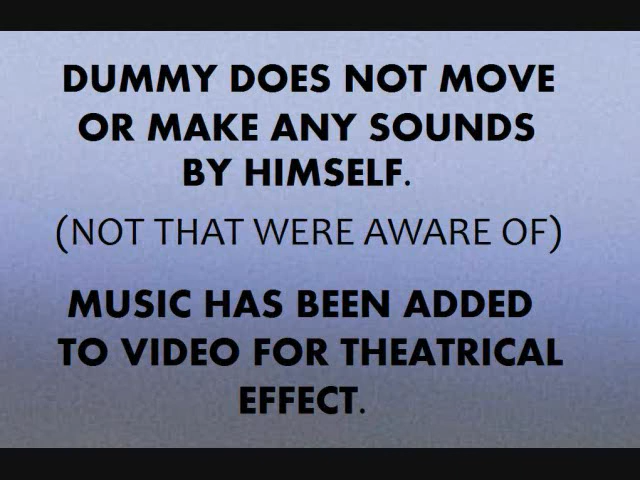 DUMMY DOES NOT MOVE
OR MAKE ANY SOUNDS
BY HIMSELF.
(NOT THAT WERE AWARE OF)
MUSIC HAS BEEN ADDED
TO VIDEO FOR THEATRICAL
EFFECT.